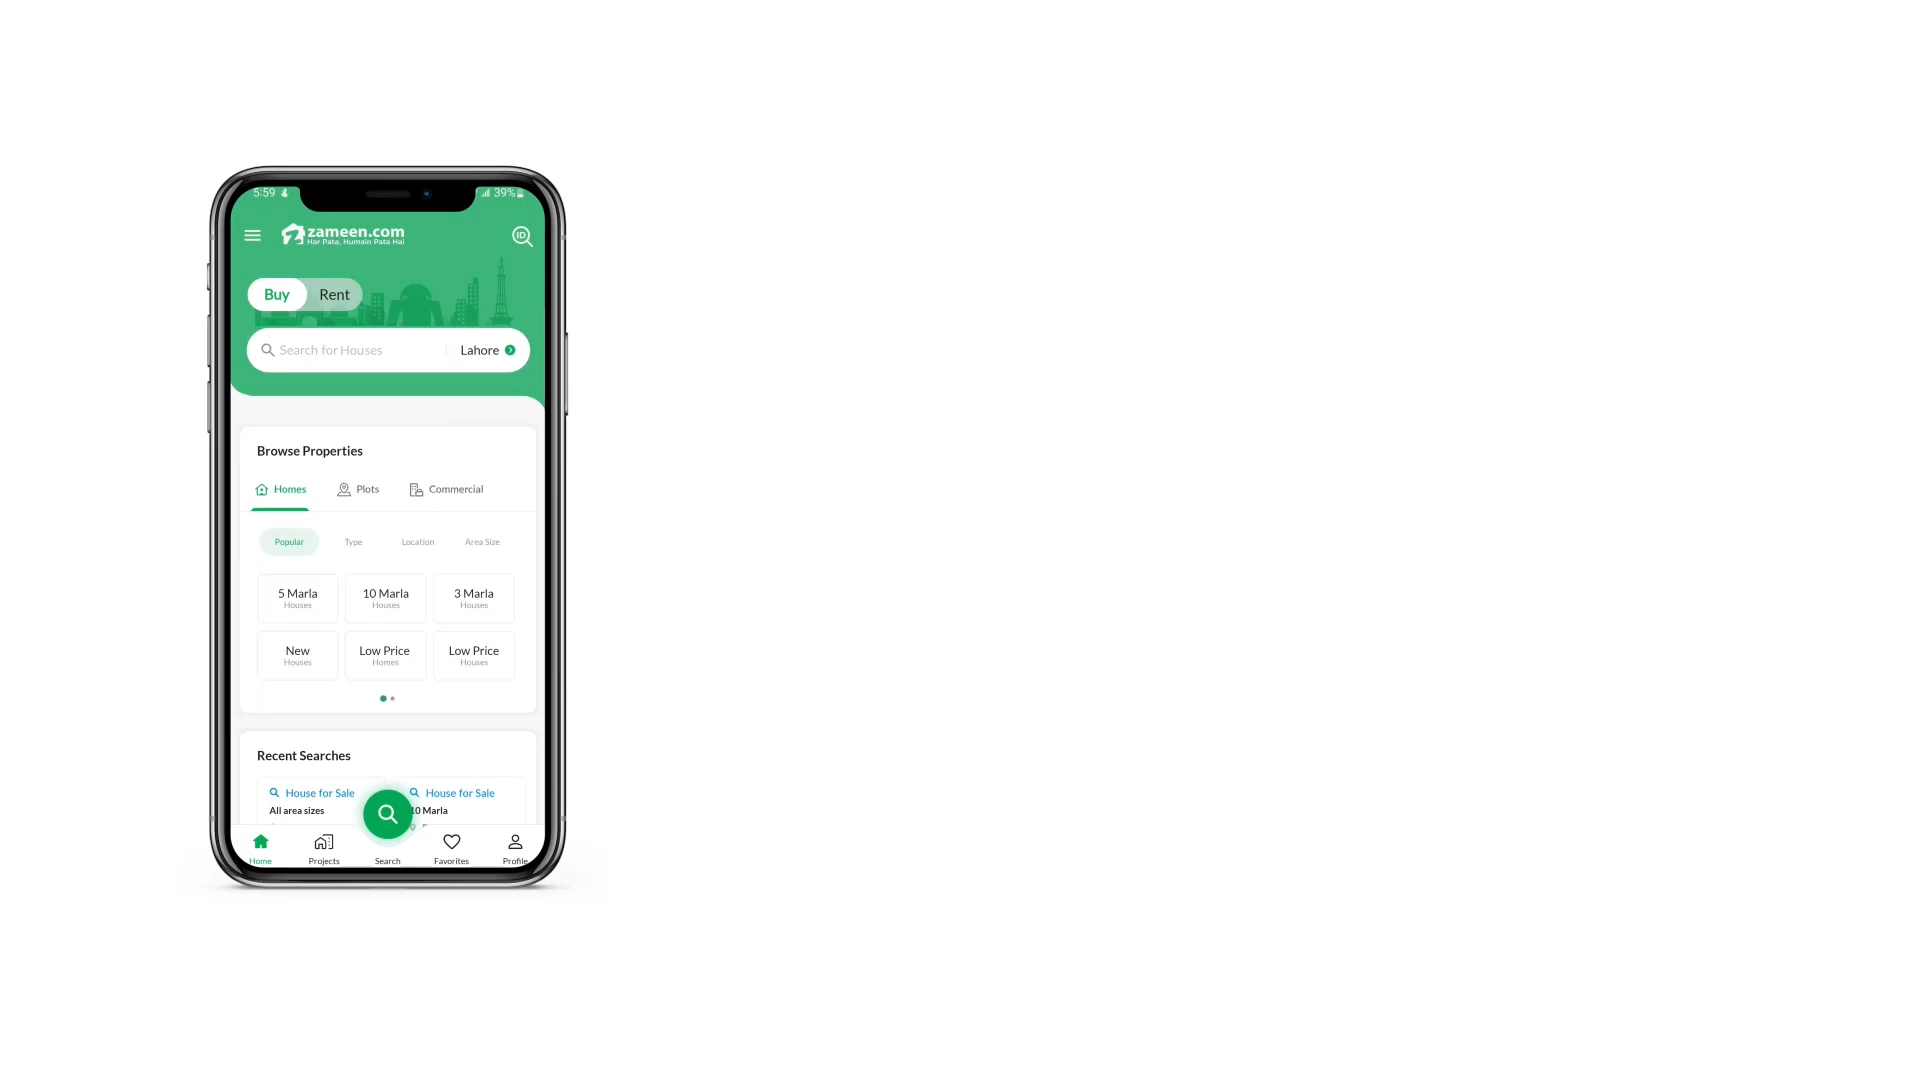 5:59
39%
zameen.com
Har Pata, Humain Pata Hai
ID
Buy Rent
Search for Houses Lahore
Browse Properties
Homes Plots Commercial
Popular Type Location Area Size
5 Marla 10 Marla 3 Marla
Houses Houses Houses
New Low Price Low Price
Houses Homes Houses
Recent Searches
House for Sale House for Sale
All area sizes 10 Marla
Home Projects Search Favorites Profile